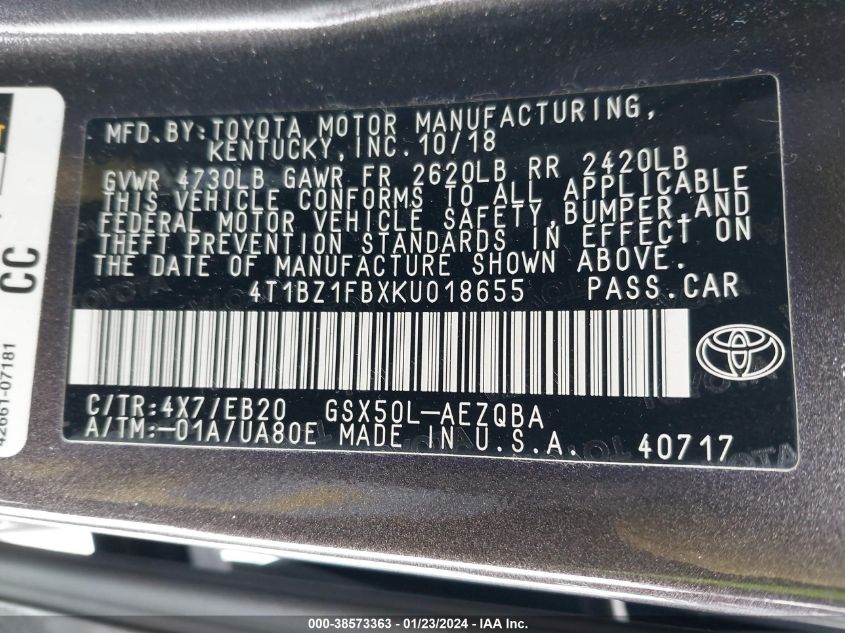 MFD. BY: TOYOTA MOTOR MANUFACTURING,
KENTUCKY, INC. 10/18
GVWR 4730LB GAWR FR 2620LB RR 2420LB
THIS VEHICLE CONFORMS TO ALL APPLICABLE
FEDERAL MOTOR VEHICLE SAFETY, BUMPER, AND
THEFT PREVENTION STANDARDS IN EFFECT ON
THE DATE OF MANUFACTURE SHOWN ABOVE.
4T1BZ1FBXKU018655 PASS.CAR
C/TR:4X7/EB20 GSX50L-AEZQBA
A/TM:-01A/UA80E MADE IN U.S.A. 40717
CC
42661-07181
000-38573363 - 01/23/2024 - IAA Inc.